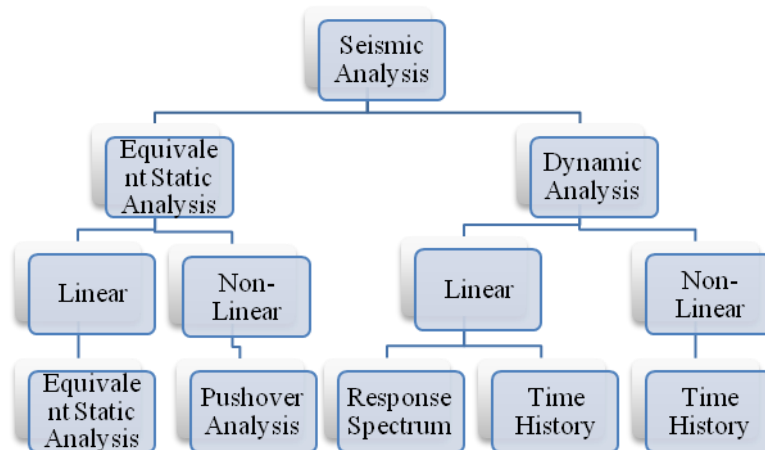 Seismic
Analysis
Equivale
nt Static
Analysis
Dynamic
Analysis
Linear
Non-
Linear
Linear
Non-
Linear
Equivale
nt Static
Analysis
Pushover
Analysis
Response
Spectrum
Time
History
Time
History